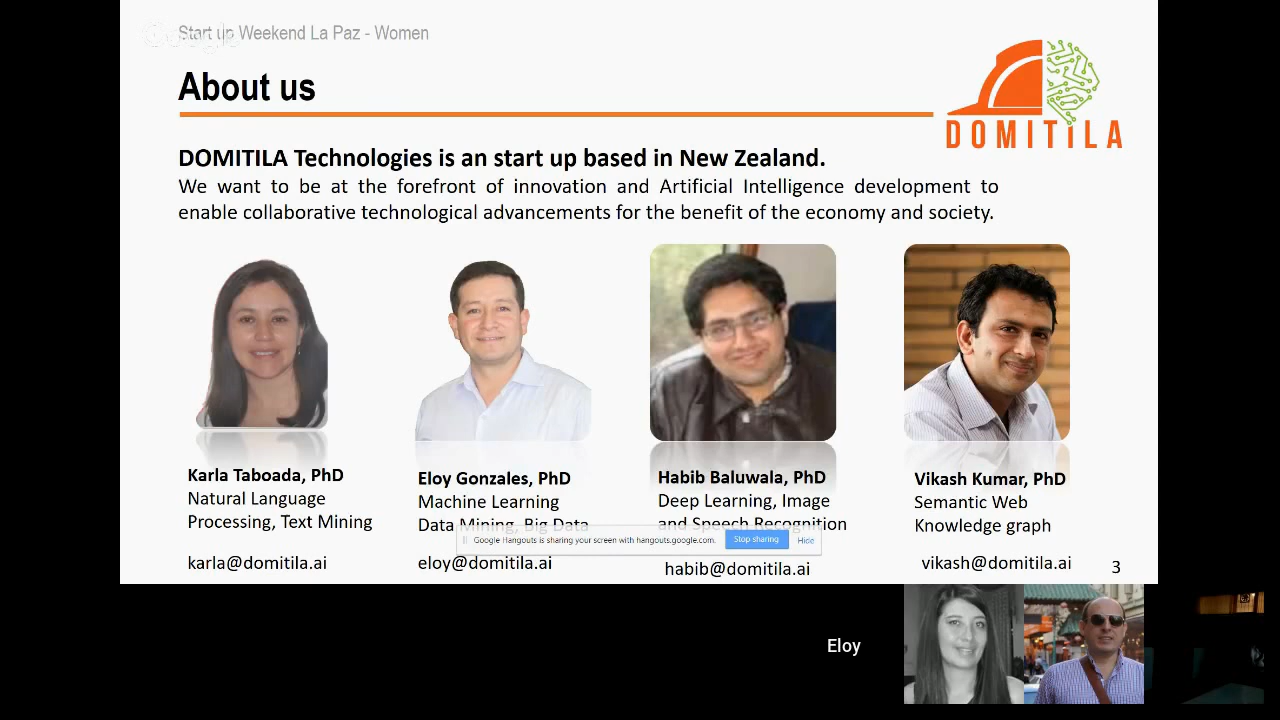 Start up Weekend La Paz - Women
Google
About us
DOMITILA
DOMITILA Technologies is an start up based in New Zealand.
We want to be at the forefront of innovation and Artificial Intelligence development to
enable collaborative technological advancements for the benefit of the economy and society.
Karla Taboada, PhD
Natural Language
Processing, Text Mining
karla@domitila.ai
Eloy Gonzales, PhD
Machine Learning
Data Mining, Big Data
eloy@domitila.ai
Habib Baluwala, PhD
Deep Learning, Image
and Speech Recognition
habib@domitila.ai
Vikash Kumar, PhD
Semantic Web
Knowledge graph
vikash@domitila.ai
Google Hangouts is sharing your screen with hangouts.google.com.
Stop sharing
Hide
3
Eloy